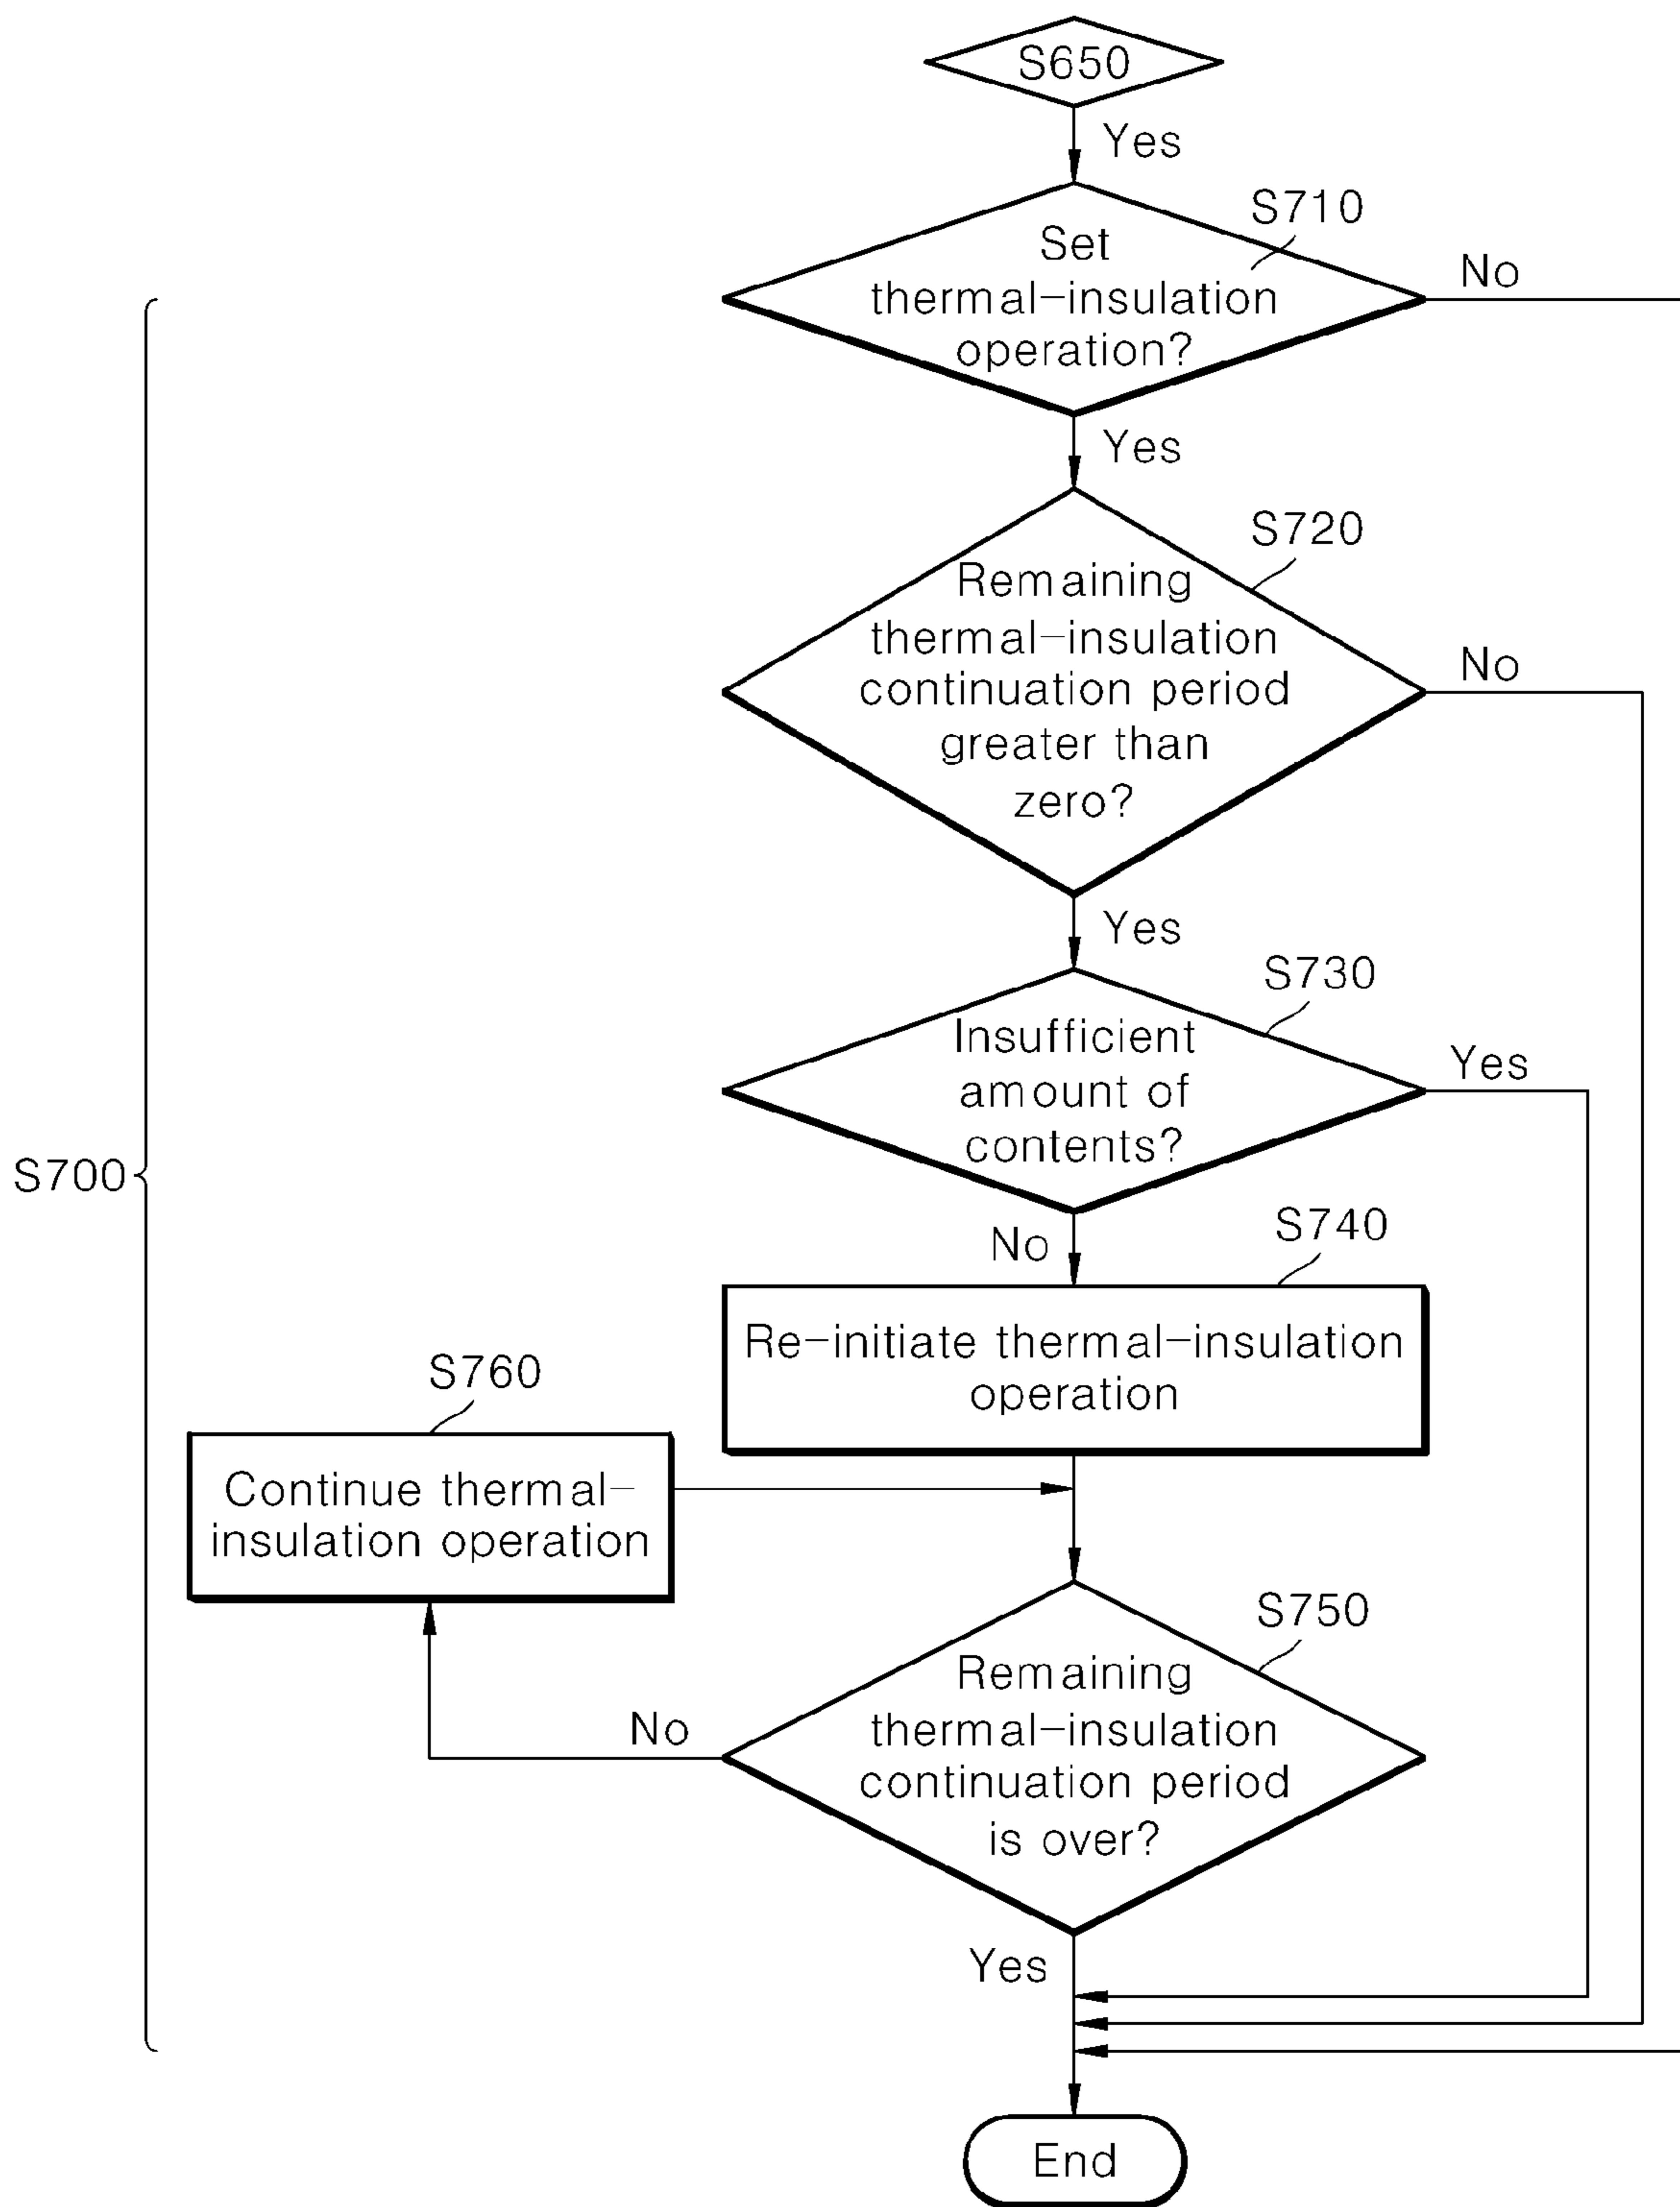 S650
Yes
S710
Set
thermal-insulation
operation?
No
Yes
S720
Remaining
thermal-insulation
continuation period
greater than
zero?
No
Yes
S730
Insufficient
amount of
contents?
Yes
S700
No
S740
Re-initiate thermal-insulation
operation
S760
Continue thermal-
insulation operation
S750
Remaining
thermal-insulation
continuation period
is over?
No
Yes
End